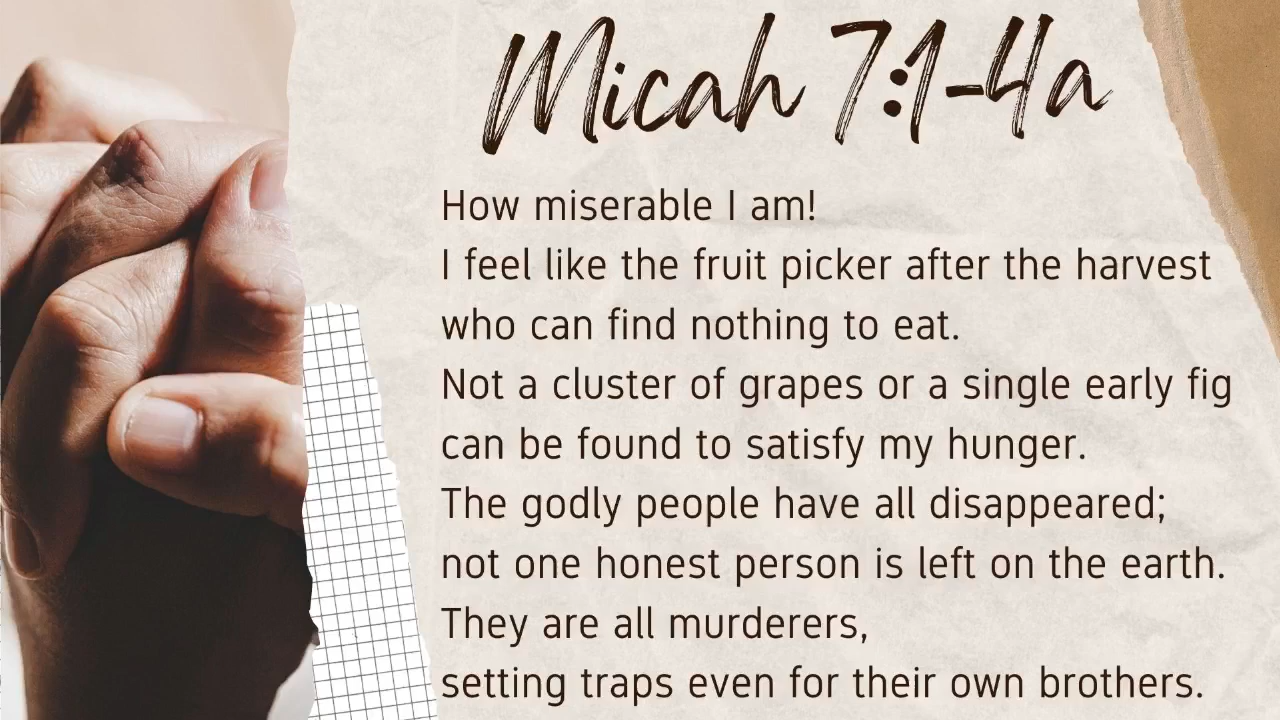 Micah 7:1-4a
How miserable I am!
I feel like the fruit picker after the harvest
who can find nothing to eat.
Not a cluster of grapes or a single early fig
can be found to satisfy my hunger.
The godly people have all disappeared;
not one honest person is left on the earth.
They are all murderers,
setting traps even for their own brothers.